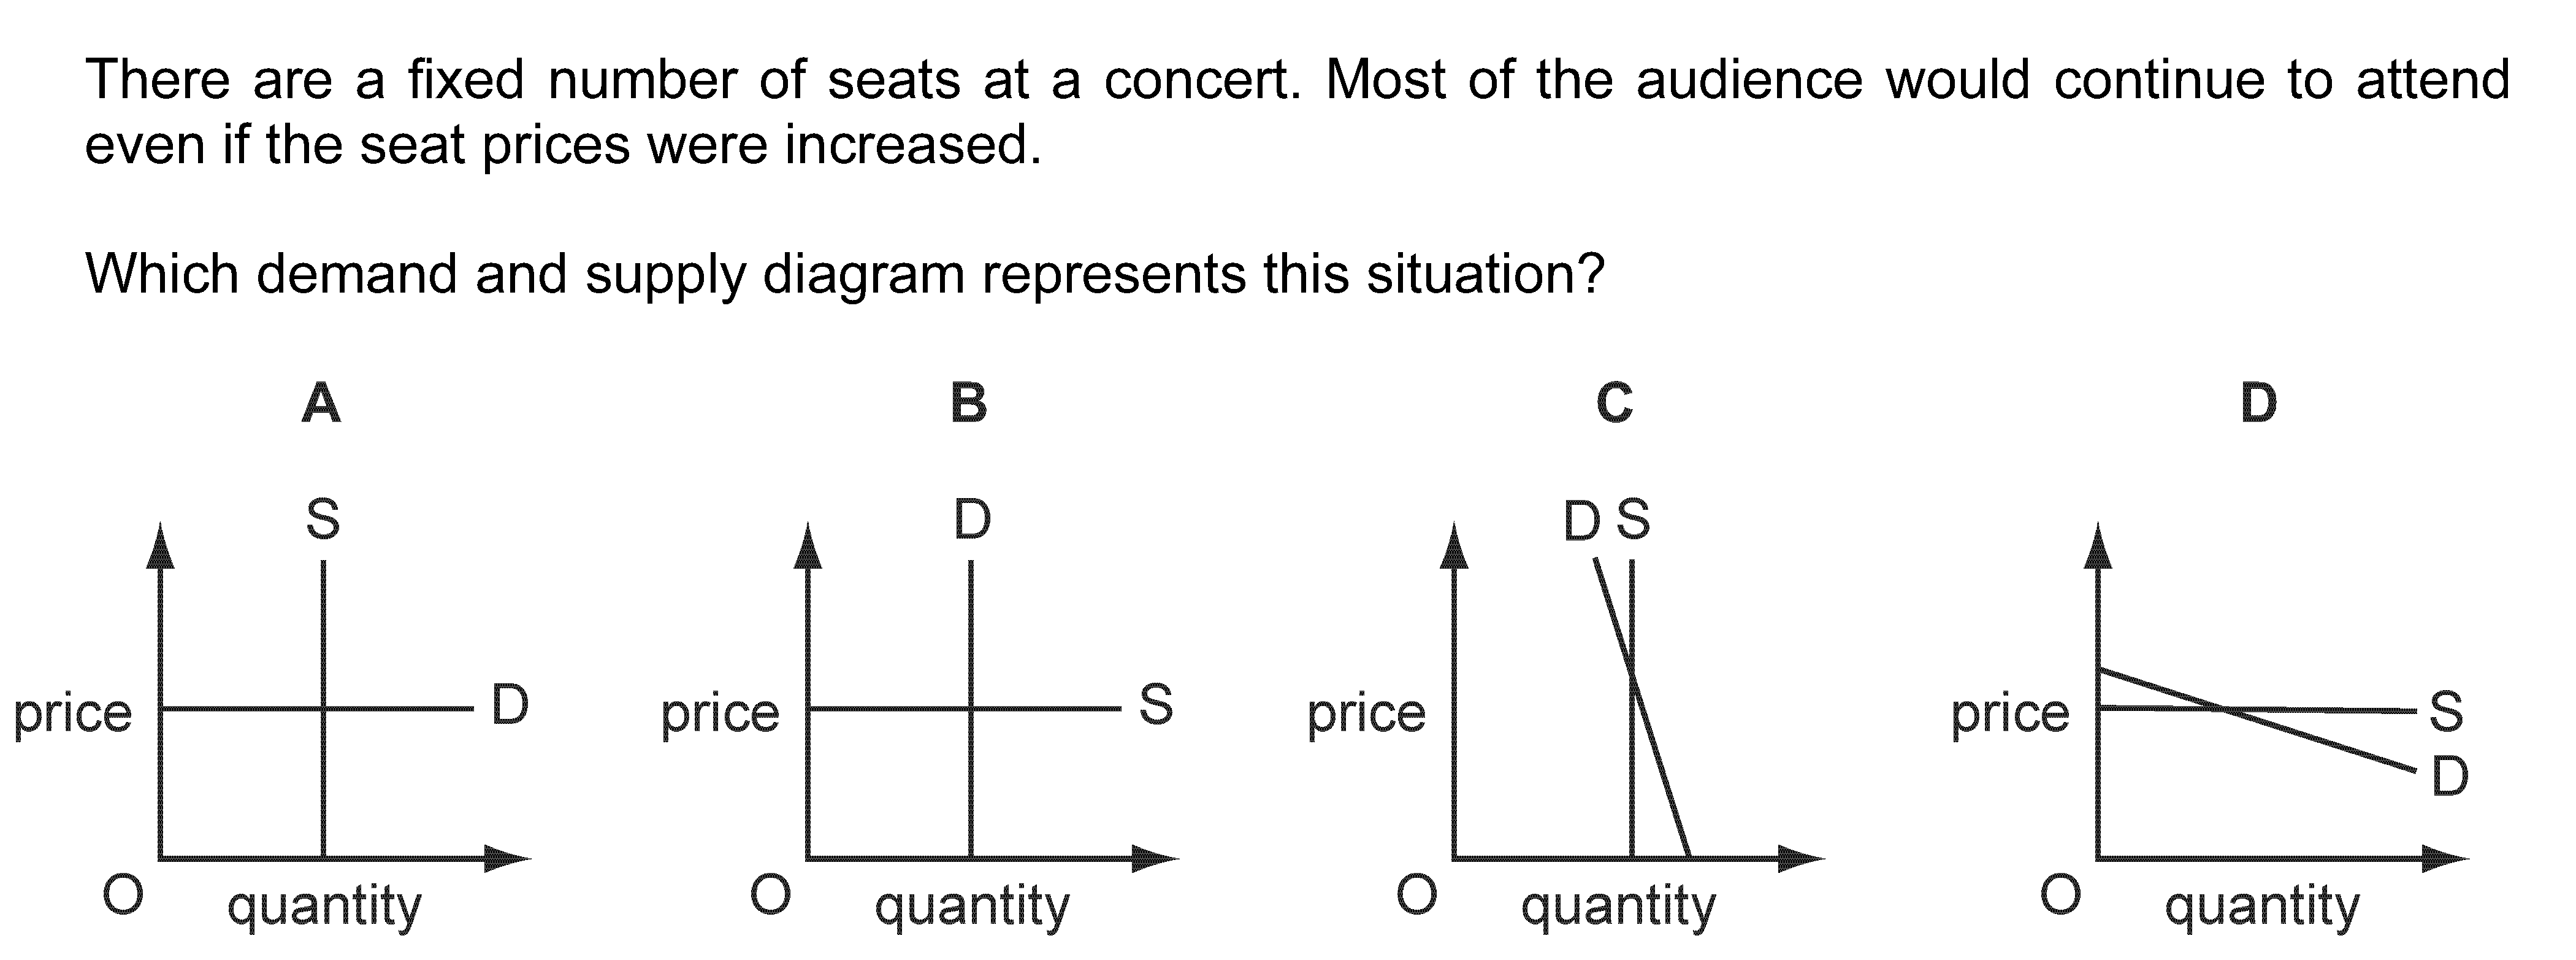 There are a fixed number of seats at a concert. Most of the audience would continue to attend
even if the seat prices were increased.
Which demand and supply diagram represents this situation?
A
B
C
D
S
price
D
O
quantity
D
price
S
O
quantity
D S
price
O
quantity
price
S
D
O
quantity